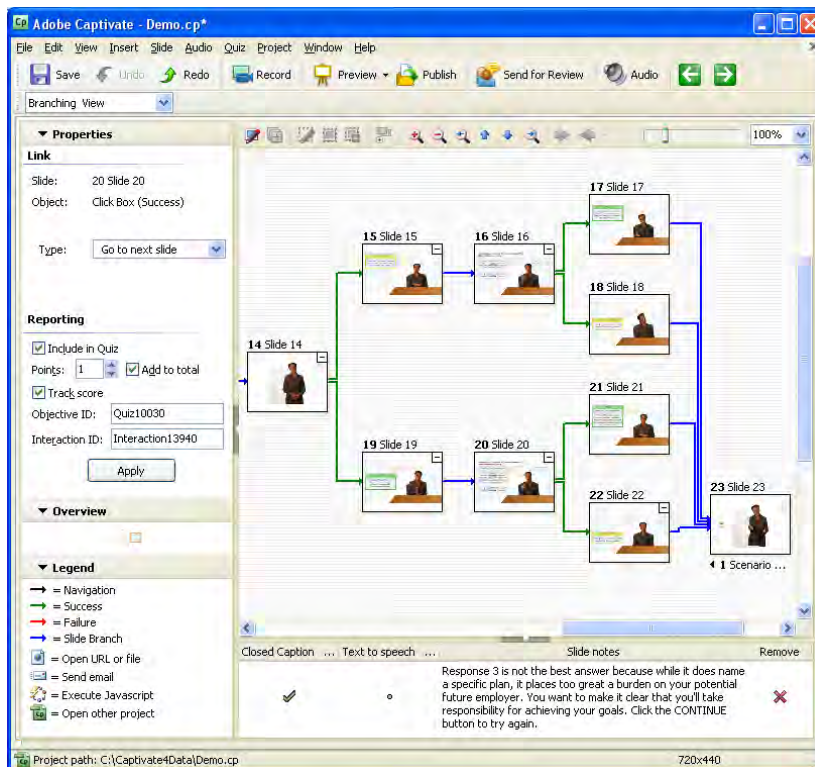 Adobe Captivate - Demo.cp*
File Edit View Insert Slide Audio Quiz Project Window Help
Save Undo Redo Record Preview Publish Send for Review Audio
Branching View
Properties
100%
Link
Slide: 20 Slide 20
Object: Click Box (Success)
Type: Go to next slide
Reporting
Include in Quiz
Points: 1 Add to total
Track score
Objective ID: Quiz10030
Interaction ID: Interaction13940
Apply
Overview
Legend
= Navigation
= Success
= Failure
= Slide Branch
= Open URL or file
= Send email
= Execute Javascript
= Open other project
14 Slide 14
15 Slide 15
16 Slide 16
17 Slide 17
18 Slide 18
19 Slide 19
20 Slide 20
21 Slide 21
22 Slide 22
23 Slide 23
1 Scenario ...
Closed Caption ... Text to speech ... Slide notes Remove
Response 3 is not the best answer because while it does name
a specific plan, it places too great a burden on your potential
future employer. You want to make it clear that you'll take
responsibility for achieving your goals. Click the CONTINUE
button to try again.
Project path: C:\Captivate4Data\Demo.cp 720x440